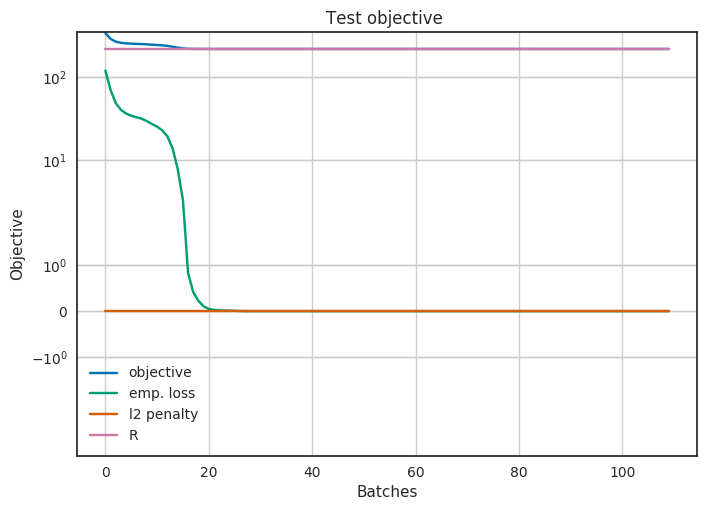 Test objective
10²
10¹
10⁰
0
−10⁰
Objective
objective
emp. loss
l2 penalty
R
0 20 40 60 80 100
Batches